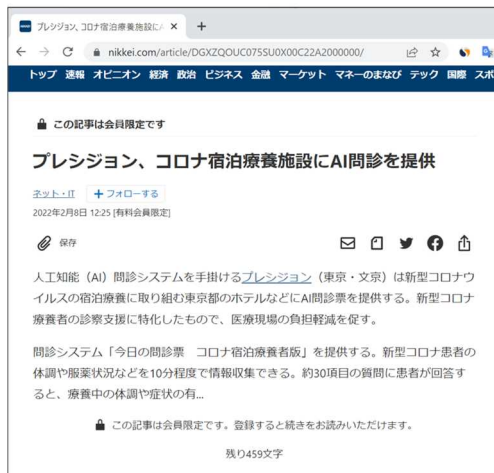 プレシジョン、コロナ宿泊療養施設にA
nikkei.com/article/DGXZQOUC075SU0X00C22A2000000/
トップ 速報 オピニオン 経済 政治 ビジネス 金融 マーケット マネーのまなび テック 国際 スポ
この記事は会員限定です
プレシジョン、コロナ宿泊療養施設にAI問診を提供
ネット・IT ＋フォローする
2022年2月8日 12:25 [有料会員限定]
保存
人工知能（AI）問診システムを手掛けるプレシジョン（東京・文京）は新型コロナウ
イルスの宿泊療養に取り組む東京都のホテルなどにAI問診票を提供する。新型コロナ
療養者の診察支援に特化したもので、医療現場の負担軽減を促す。
問診システム「今日の問診票　コロナ宿泊療養者版」を提供する。新型コロナ患者の
体調や服薬状況などを10分程度で情報収集できる。約30項目の質問に患者が回答す
ると、療養中の体調や症状の有...
この記事は会員限定です。登録すると続きをお読みいただけます。
残り459文字